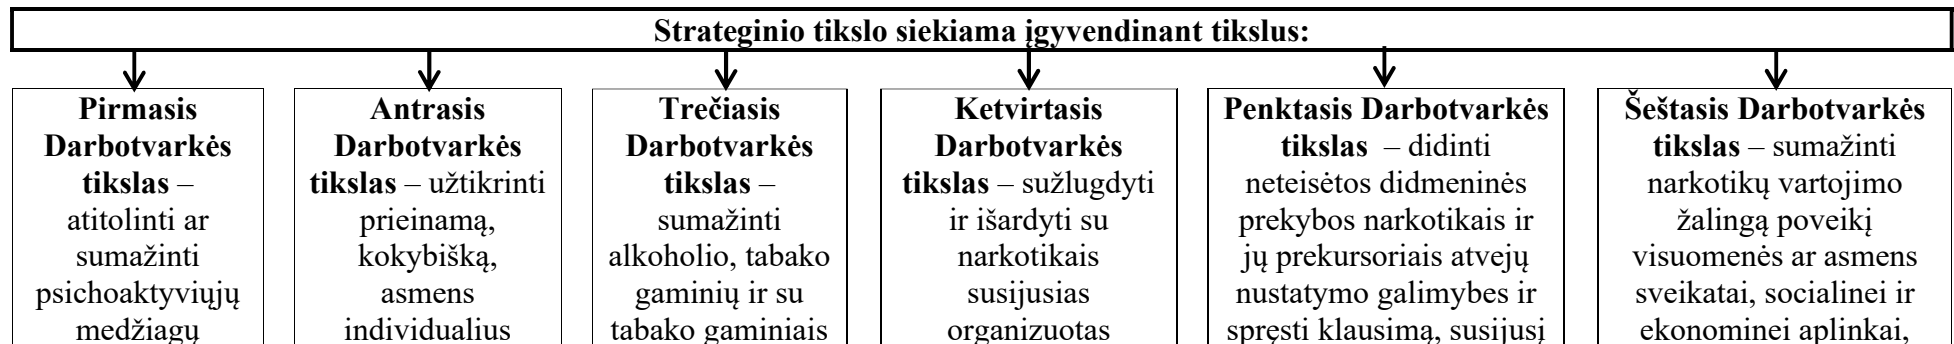 Strateginio tikslo siekiama įgyvendinant tikslus:
Pirmasis
Darbotvarkės
tikslas –
atitolinti ar
sumažinti
psichoaktyviųjų
medžiagų
Antrasis
Darbotvarkės
tikslas – užtikrinti
prieinamą,
kokybišką,
asmens
individualius
Trečiasis
Darbotvarkės
tikslas –
sumažinti
alkoholio, tabako
gaminių ir su
tabako gaminiais
Ketvirtasis
Darbotvarkės
tikslas – sužlugdyti
ir išardyti su
narkotikais
susijusias
organizuotas
Penktasis Darbotvarkės
tikslas – didinti
neteisėtos didmeninės
prekybos narkotikais ir
jų prekursoriais atvejų
nustatymo galimybes ir
spręsti klausimą, susijusį
Šeštasis Darbotvarkės
tikslas – sumažinti
narkotikų vartojimo
žalingą poveikį
visuomenės ar asmens
sveikatai, socialinei ir
ekonominei aplinkai,